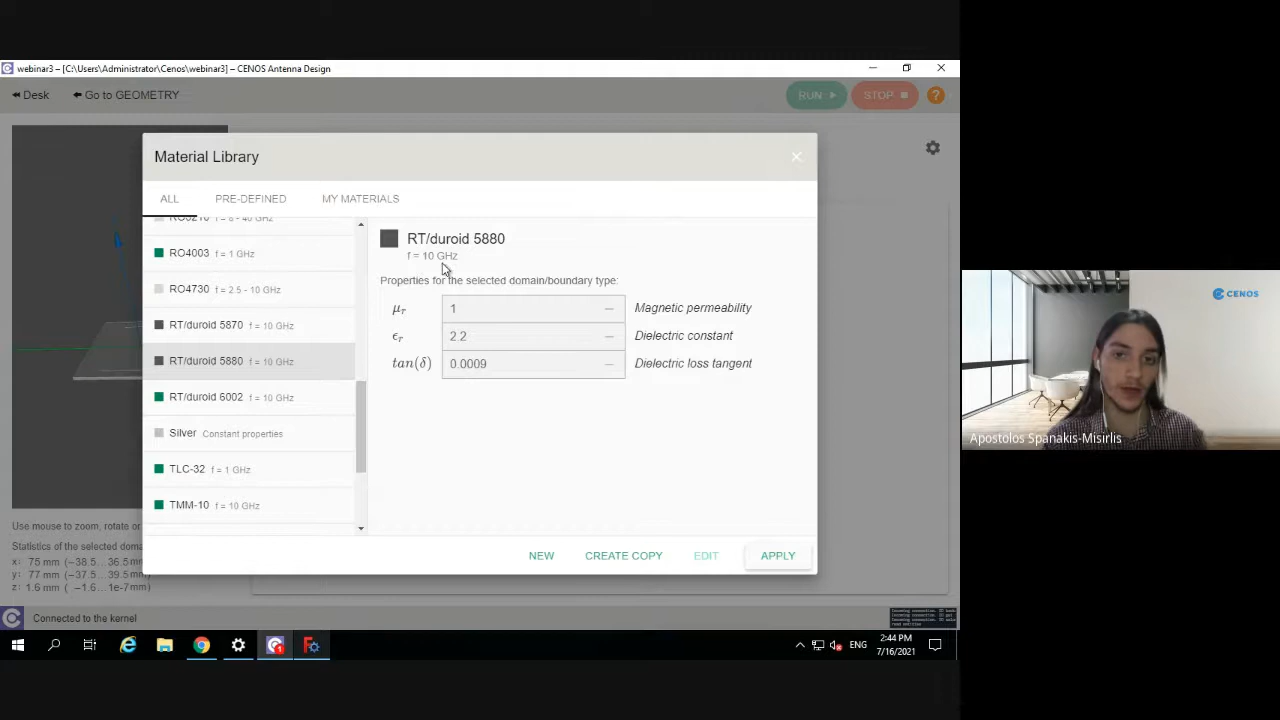 webinar3 – [C:\Users\Administrator\Cenos\webinar3] – CENOS Antenna Design
Desk
Go to GEOMETRY
RUN
STOP
?
Material Library
ALL
PRE-DEFINED
MY MATERIALS
RO4003 f = 1 GHz
RO4730 f = 2.5 - 10 GHz
RT/duroid 5870 f = 10 GHz
RT/duroid 5880 f = 10 GHz
RT/duroid 6002 f = 10 GHz
Silver Constant properties
TLC-32 f = 1 GHz
TMM-10 f = 10 GHz
RT/duroid 5880
f = 10 GHz
Properties for the selected domain/boundary type:
μr 1 Magnetic permeability
ϵr 2.2 Dielectric constant
tan(δ) 0.0009 Dielectric loss tangent
NEW
CREATE COPY
EDIT
APPLY
Use mouse to zoom, rotate or
Statistics of the selected doma
x: 75 mm (−38.5...36.5mm
y: 77 mm (−37.5...39.5mm
z: 1.6 mm ( −1.6...1e-7mm
Connected to the kernel
ENG
2:44 PM
7/16/2021
CENOS
Apostolos Spanakis-Misirlis